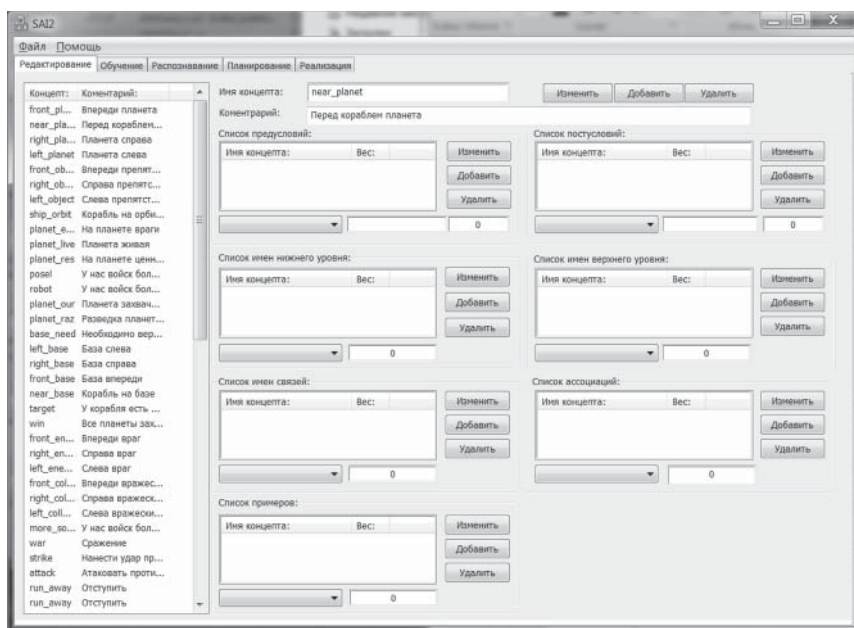 SAI2
Файл Помощь
Редактирование Обучение Распознавание Планирование Реализация
Концепт: Коментарий:
front_pl... Впереди планета
near_pla... Перед кораблем...
right_pla... Планета справа
left_planet Планета слева
front_ob... Впереди препят...
right_ob... Справа препятс...
left_object Слева препятст...
ship_orbit Корабль на орби...
planet_e... На планете враги
planet_live Планета живая
planet_res На планете ценн...
posel У нас войск бол...
robot У нас войск бол...
planet_our Планета захвач...
planet_raz Разведка планет...
base_need Необходимо вер...
left_base База слева
right_base База справа
front_base База впереди
near_base Корабль на базе
target У корабля есть ...
win Все планеты зах...
front_en... Впереди враг
right_en... Справа враг
left_ene... Слева враг
front_col... Впереди вражес...
right_col... Справа вражеск...
left_coll... Слева вражески...
more_so... У нас войск бол...
war Сражение
strike Нанести удар пр...
attack Атаковать проти...
run_away Отступить
run_away Отступить
Имя концепта: near_planet Изменить Добавить Удалить
Коментрарий: Перед кораблем планета
Список предусловий:
Имя концепта: Вес:
Изменить
Добавить
Удалить
0
Список постусловий:
Имя концепта: Вес:
Изменить
Добавить
Удалить
0
Список имен нижнего уровня:
Имя концепта: Вес:
Изменить
Добавить
Удалить
0
Список имен верхнего уровня:
Имя концепта: Вес:
Изменить
Добавить
Удалить
0
Список имен связей:
Имя концепта: Вес:
Изменить
Добавить
Удалить
0
Список ассоциаций:
Имя концепта: Вес:
Изменить
Добавить
Удалить
0
Список примеров:
Имя концепта: Вес:
Изменить
Добавить
Удалить
0